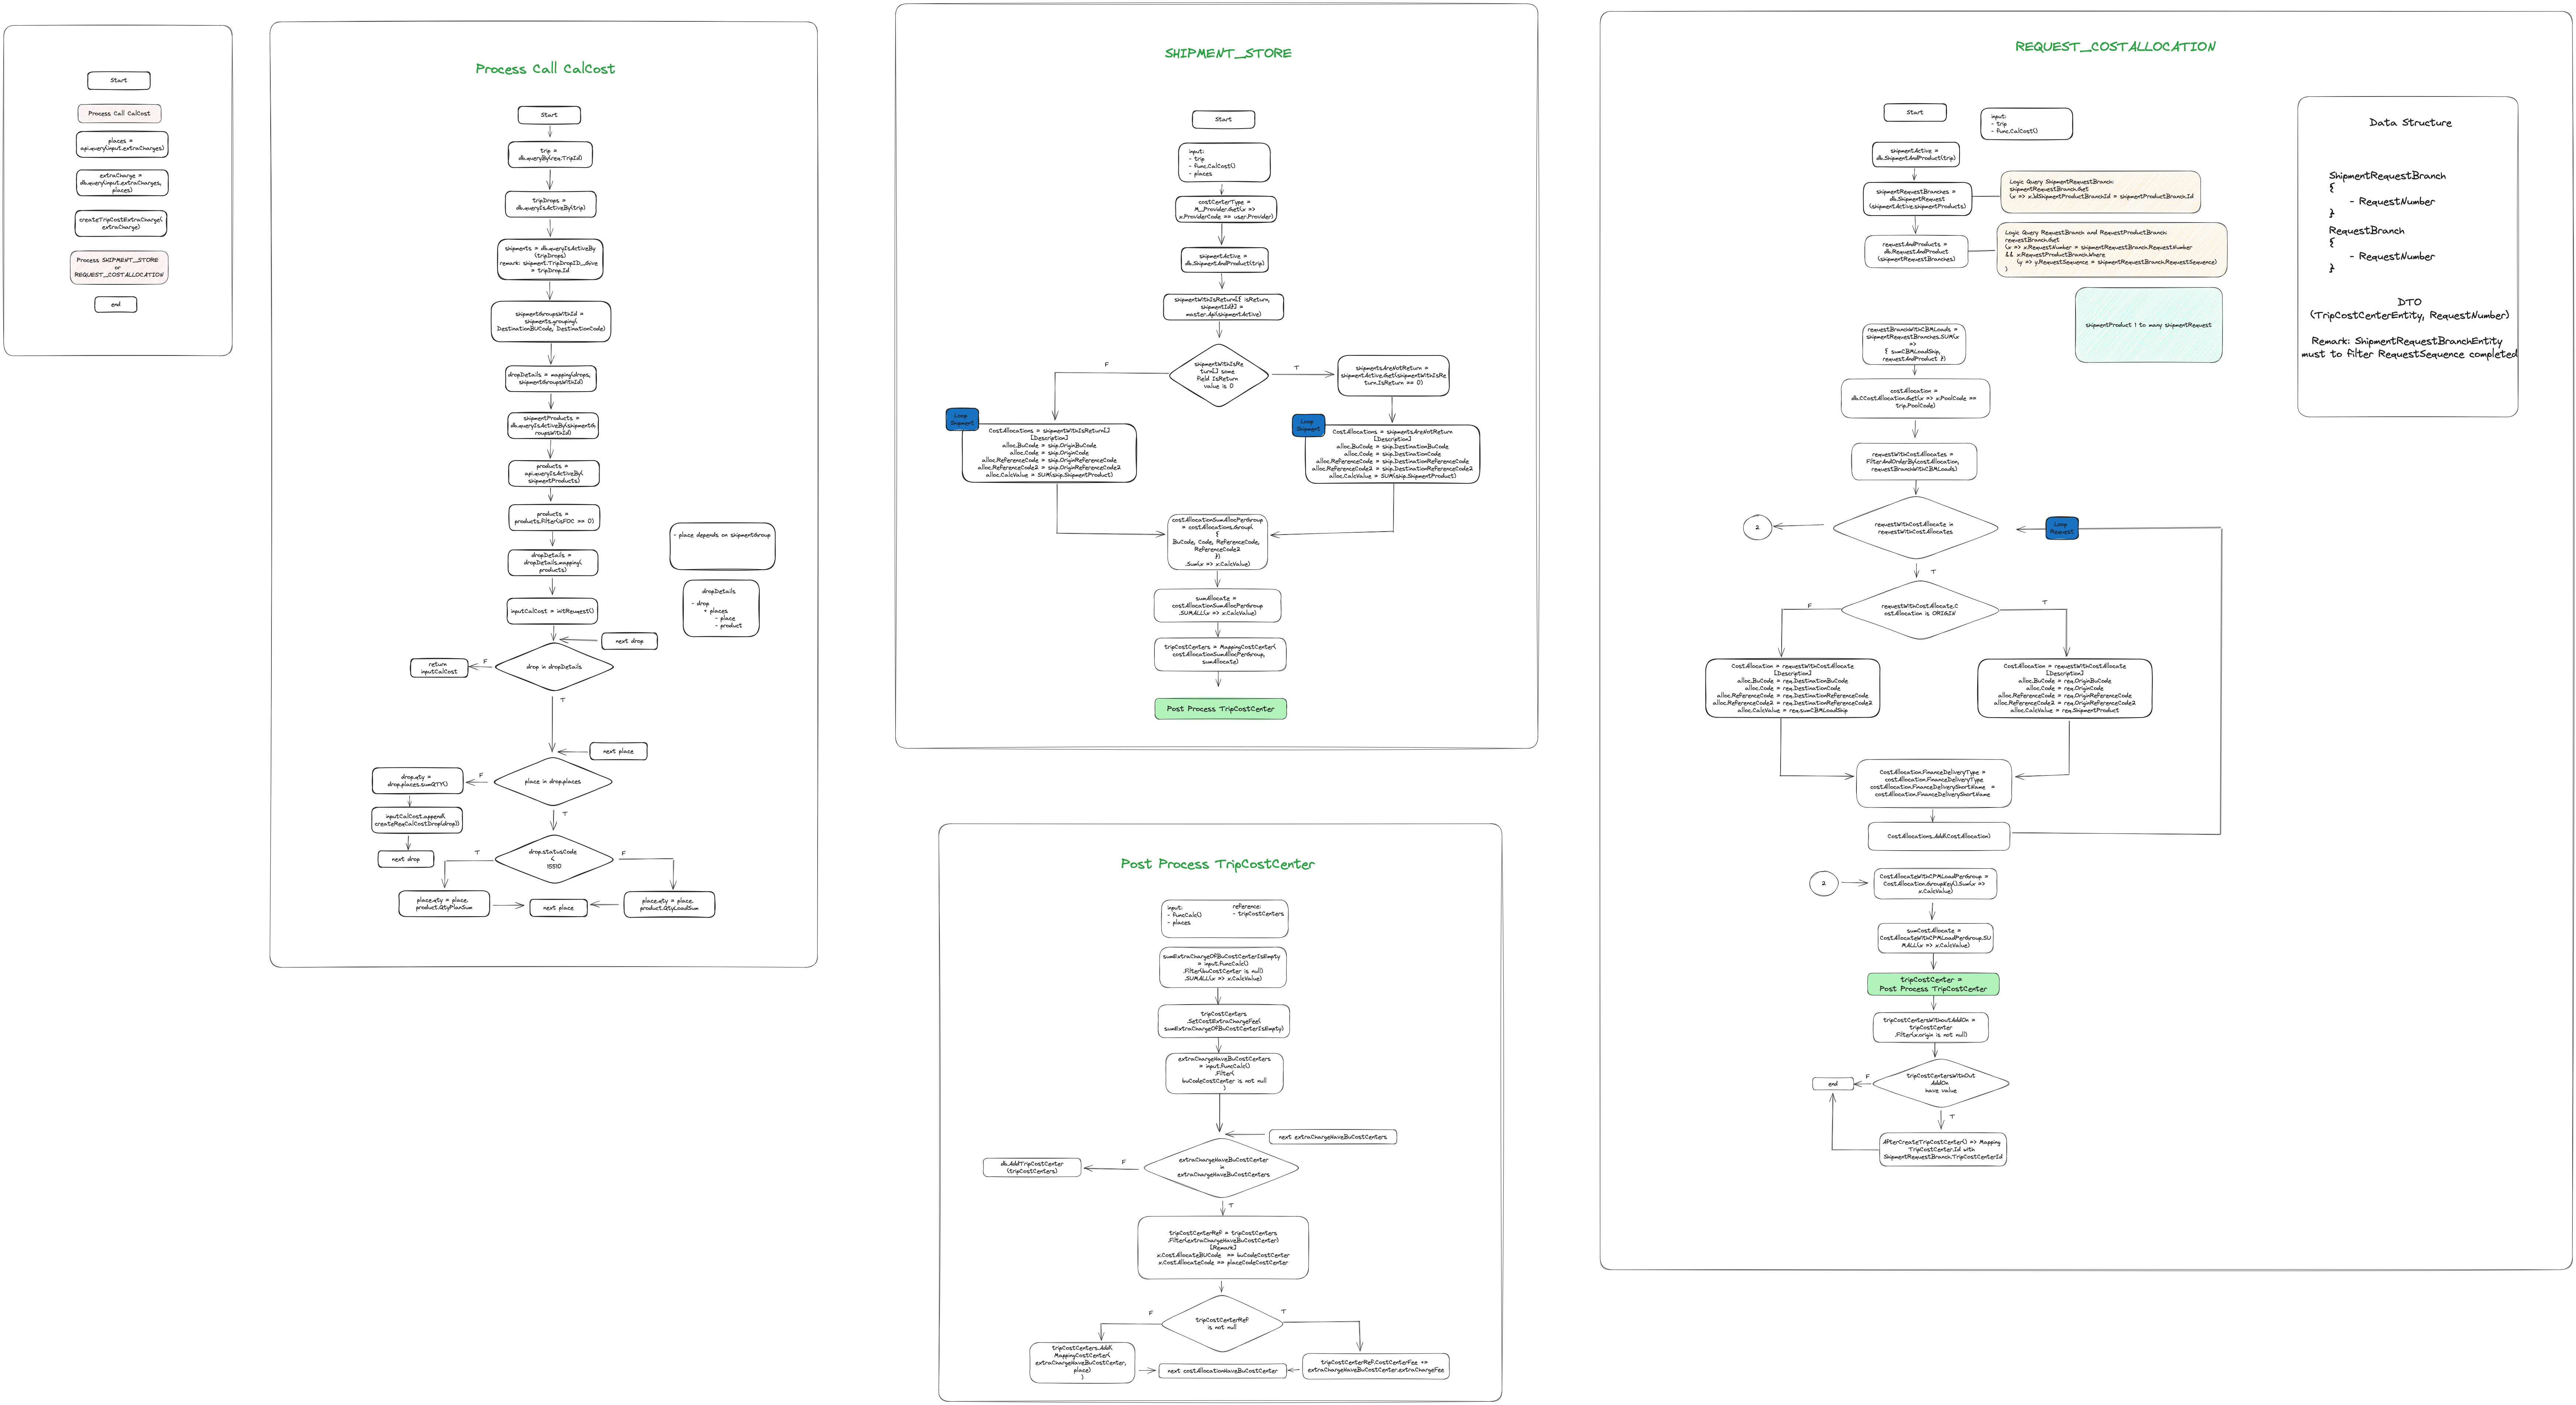 Start
Process Call CalCost
places =
api.query(input.extraCharges)
extraCharge =
db.query(input.extraCharges,
places)
createTripCostExtraCharge(
extraCharge)
Process SHIPMENT_STORE
or
REQUEST_COSTALLOCATION
end
Process Call CalCost
Start
trip =
db.queryBy(req.TripId)
tripDrops =
db.queryIsActiveBy(trip)
shipments = db.queryIsActiveBy
(tripDrops)
remark: shipment.TripDropID_Give
= tripDrop.Id
shipmentGroupsWithId =
shipments.grouping(
DestinationBUCode, DestinationCode)
dropDetails = mapping(drops,
shipmentGroupsWithId)
shipmentProducts =
db.queryIsActiveBy(shipmentG
roupsWithId)
products =
api.queryIsActiveBy(
shipmentProducts)
products =
products.Filter(isFOC == 0)
dropDetails =
dropDetails.mapping(
products)
inputCalCost = initRequest()
next drop
drop in dropDetails
F
return
inputCalCost
T
next place
place in drop.places
F
drop.qty =
drop.places.sumQTY()
inputCalCost.append(
createReqCalCostDrop(drop))
next drop
T
drop.statusCode
<
15510
T
F
place.qty = place.
product.QtyPlanSum
next place
place.qty = place.
product.QtyLoadSum
- place depends on shipmentGroup
dropDetails
- drop
+ places
- place
- product
SHIPMENT_STORE
Start
input:
- trip
- func.CalCost()
- places
costCenterType =
M_Provider.Get(x =>
x.ProviderCode == user.Provider)
shipmentActive =
db.ShipmentAndProduct(trip)
shipmentWithIsReturn[{ isReturn,
shipmentId}] =
master.Api(shipmentActive)
shipmentWithIsRe
turn[] some
field IsReturn
value is 0
F
T
shipmentsAreNotReturn =
shipmentActive.Get(shipmentWithIsRe
turn.IsReturn == 0)
Loop
Shipment
CostAllocations = shipmentWithIsReturn[]
[Description]
alloc.BuCode = ship.OriginBuCode
alloc.Code = ship.OriginCode
alloc.ReferenceCode = ship.OriginReferenceCode
alloc.ReferenceCode2 = ship.OriginReferenceCode2
alloc.CalcValue = SUM(ship.ShipmentProduct)
Loop
Shipment
CostAllocations = shipmentsAreNotReturn
[Description]
alloc.BuCode = ship.DestinationBuCode
alloc.Code = ship.DestinationCode
alloc.ReferenceCode = ship.DestinationReferenceCode
alloc.ReferenceCode2 = ship.DestinationReferenceCode2
alloc.CalcValue = SUM(ship.ShipmentProduct)
costAllocationSumAllocPerGroup
= costAllocations.Group(
{
BuCode, Code, ReferenceCode,
ReferenceCode2
})
.Sum(x => x.CalcValue)
sumAllocate =
costAllocationSumAllocPerGroup
.SUMALL(x => x.CalcValue)
tripCostCenters = MappingCostCenter(
costAllocationSumAllocPerGroup,
sumAllocate)
Post Process TripCostCenter
Post Process TripCostCenter
input:
- funcCalc()
- places
reference:
- tripCostCenters
sumExtraChargeOfBuCostCenterIsEmpty
= input.funcCalc()
.Filter(buCostCenter is null)
.SUMALL(x => x.CalcValue)
tripCostCenters
.SetCostExtraChargeFee(
sumExtraChargeOfBuCostCenterIsEmpty)
extraChargeHaveBuCostCenters
= input.funcCalc()
.Filter(
buCodeCostCenter is not null
)
next extraChargeHaveBuCostCenters
extraChargeHaveBuCostCenter
in
extraChargeHaveBuCostCenters
F
db.AddTripCostCenter
(tripCostCenters)
T
tripCostCenterRef = tripCostCenters
.Filter(extraChargeHaveBuCostCenter)
[Remark]
x.CostAllocateBUCode == buCodeCostCenter
x.CostAllocateCode == placeCodeCostCenter
tripCostCenterRef
is not null
F
T
tripCostCenters.Add(
MappingCostCenter(
extraChargeHaveBuCostCenter,
place)
)
next costAllocationHaveBuCostCenter
tripCostCenterRef.CostCenterFee +=
extraChargeHaveBuCostCenter.extraChargeFee
REQUEST_COSTALLOCATION
Start
input:
- trip
- func.CalCost()
shipmentActive =
db.ShipmentAndProduct(trip)
shipmentRequestBranches =
db.ShipmentRequest
(shipmentActive.shipmentProducts)
Logic Query ShipmentRequestBranch:
shipmentRequestBranch.Get
(x => x.IdShipmentProductBranchId = shipmentProductBranch.Id
requestAndProducts =
db.RequestAndProduct
(shipmentRequestBranches)
Logic Query RequestBranch and RequestProductBranch:
requestBranch.Get
(x => x.RequestNumber = shipmentRequestBranch.RequestNumber
&& x.RequestProductBranch.Where
(y => y.RequestSequence = shipmentRequestBranch.RequestSequence)
)
shipmentProduct 1 to many shipmentRequest
requestBranchWithCBMLoads =
shipmentRequestBranches.SUM(x
=>
{ sumCBMLoadShip,
requestAndProduct })
costAllocation =
db.CCostAllocation.Get(x => x.PoolCode ==
trip.PoolCode)
requestWithCostAllocates =
FilterAndOrderBy(costAllocation,
requestBranchWithCBMLoads)
2
requestWithCostAllocate in
requestWithCostAllocates
Loop
Request
T
requestWithCostAllocate.C
ostAllocation is ORIGIN
F
T
CostAllocation = requestWithCostAllocate
[Description]
alloc.BuCode = req.DestinationBuCode
alloc.Code = req.DestinationCode
alloc.ReferenceCode = req.DestinationReferenceCode
alloc.ReferenceCode2 = req.DestinationReferenceCode2
alloc.CalcValue = req.sumCBMLoadShip
CostAllocation = requestWithCostAllocate
[Description]
alloc.BuCode = req.OriginBuCode
alloc.Code = req.OriginCode
alloc.ReferenceCode = req.OriginReferenceCode
alloc.ReferenceCode2 = req.OriginReferenceCode2
alloc.CalcValue = req.ShipmentProduct
CostAllocation.FinanceDeliveryType =
costAllocation.FinanceDeliveryType
costAllocation.FinanceDeliveryShortName =
costAllocation.FinanceDeliveryShortName
CostAllocations.Add(CostAllocation)
2
CostAllocateWithCPMLoadPerGroup =
CostAllocation.GroupKey().Sum(x =>
x.CalcValue)
sumCostAllocate =
CostAllocateWithCPMLoadPerGroup.SU
MALL(x => x.CalcValue)
tripCostCenter =
Post Process TripCostCenter
tripCostCentersWithoutAddOn =
tripCostCenter
.Filter(x.origin is not null)
tripCostCentersWithOut
AddOn
have value
F
end
T
AfterCreateTripCostCenter() => Mapping
TripCostCenter.Id with
ShipmentRequestBranch.TripCostCenterId
Data Structure
ShipmentRequestBranch
{
- RequestNumber
}
RequestBranch
{
- RequestNumber
}
DTO
(TripCostCenterEntity, RequestNumber)
Remark: ShipmentRequestBranchEntity
must to filter RequestSequence completed